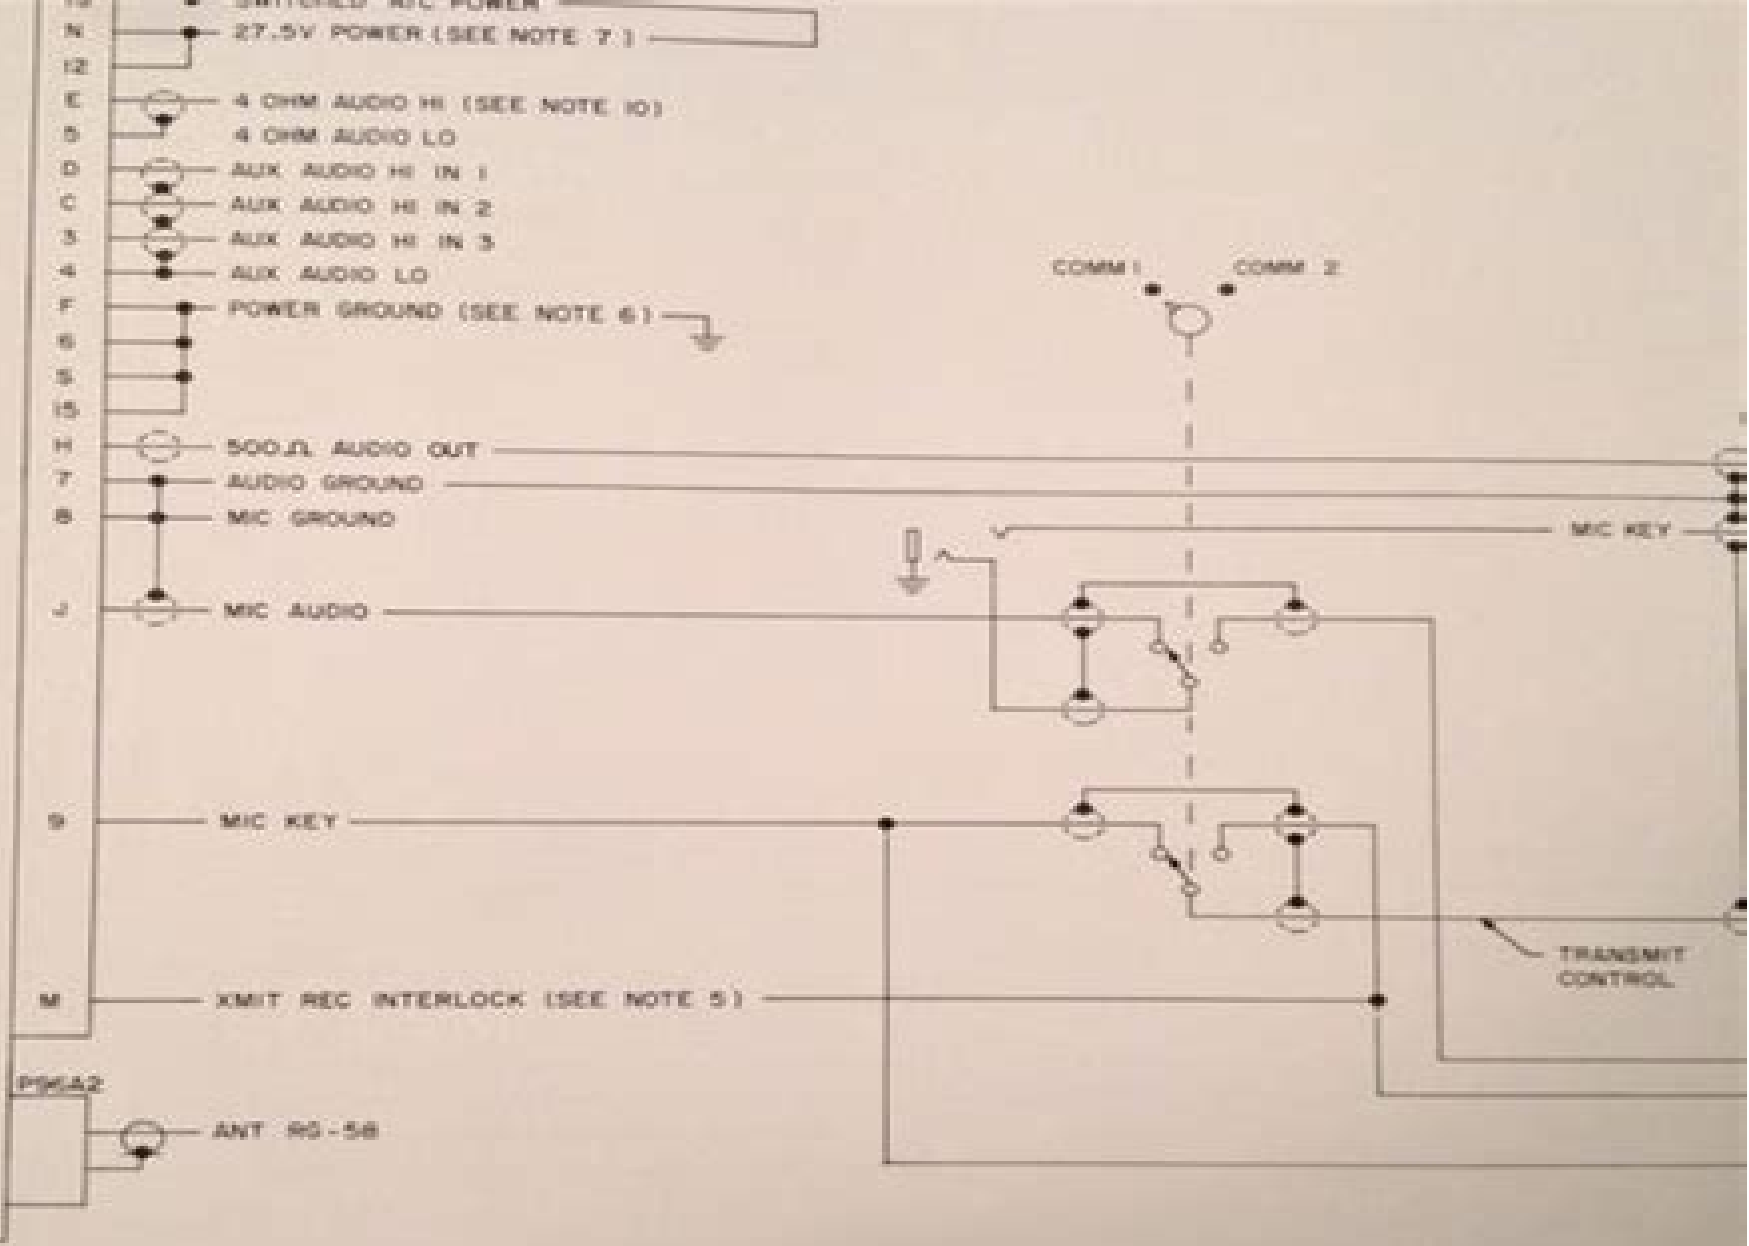 SWITCHED A/C POWER
N 27.5V POWER (SEE NOTE 7)
12
E 4 OHM AUDIO HI (SEE NOTE 10)
5 4 OHM AUDIO LO
D AUX AUDIO HI IN 1
C AUX AUDIO HI IN 2
3 AUX AUDIO HI IN 3
4 AUX AUDIO LO
COMM 1 COMM 2
F POWER GROUND (SEE NOTE 6)
6
S
15
H 500Ω AUDIO OUT
7 AUDIO GROUND
8 MIC GROUND
MIC KEY
J MIC AUDIO
9 MIC KEY
TRANSMIT
CONTROL
M XMIT REC INTERLOCK (SEE NOTE 5)
P96A2
ANT RG-58